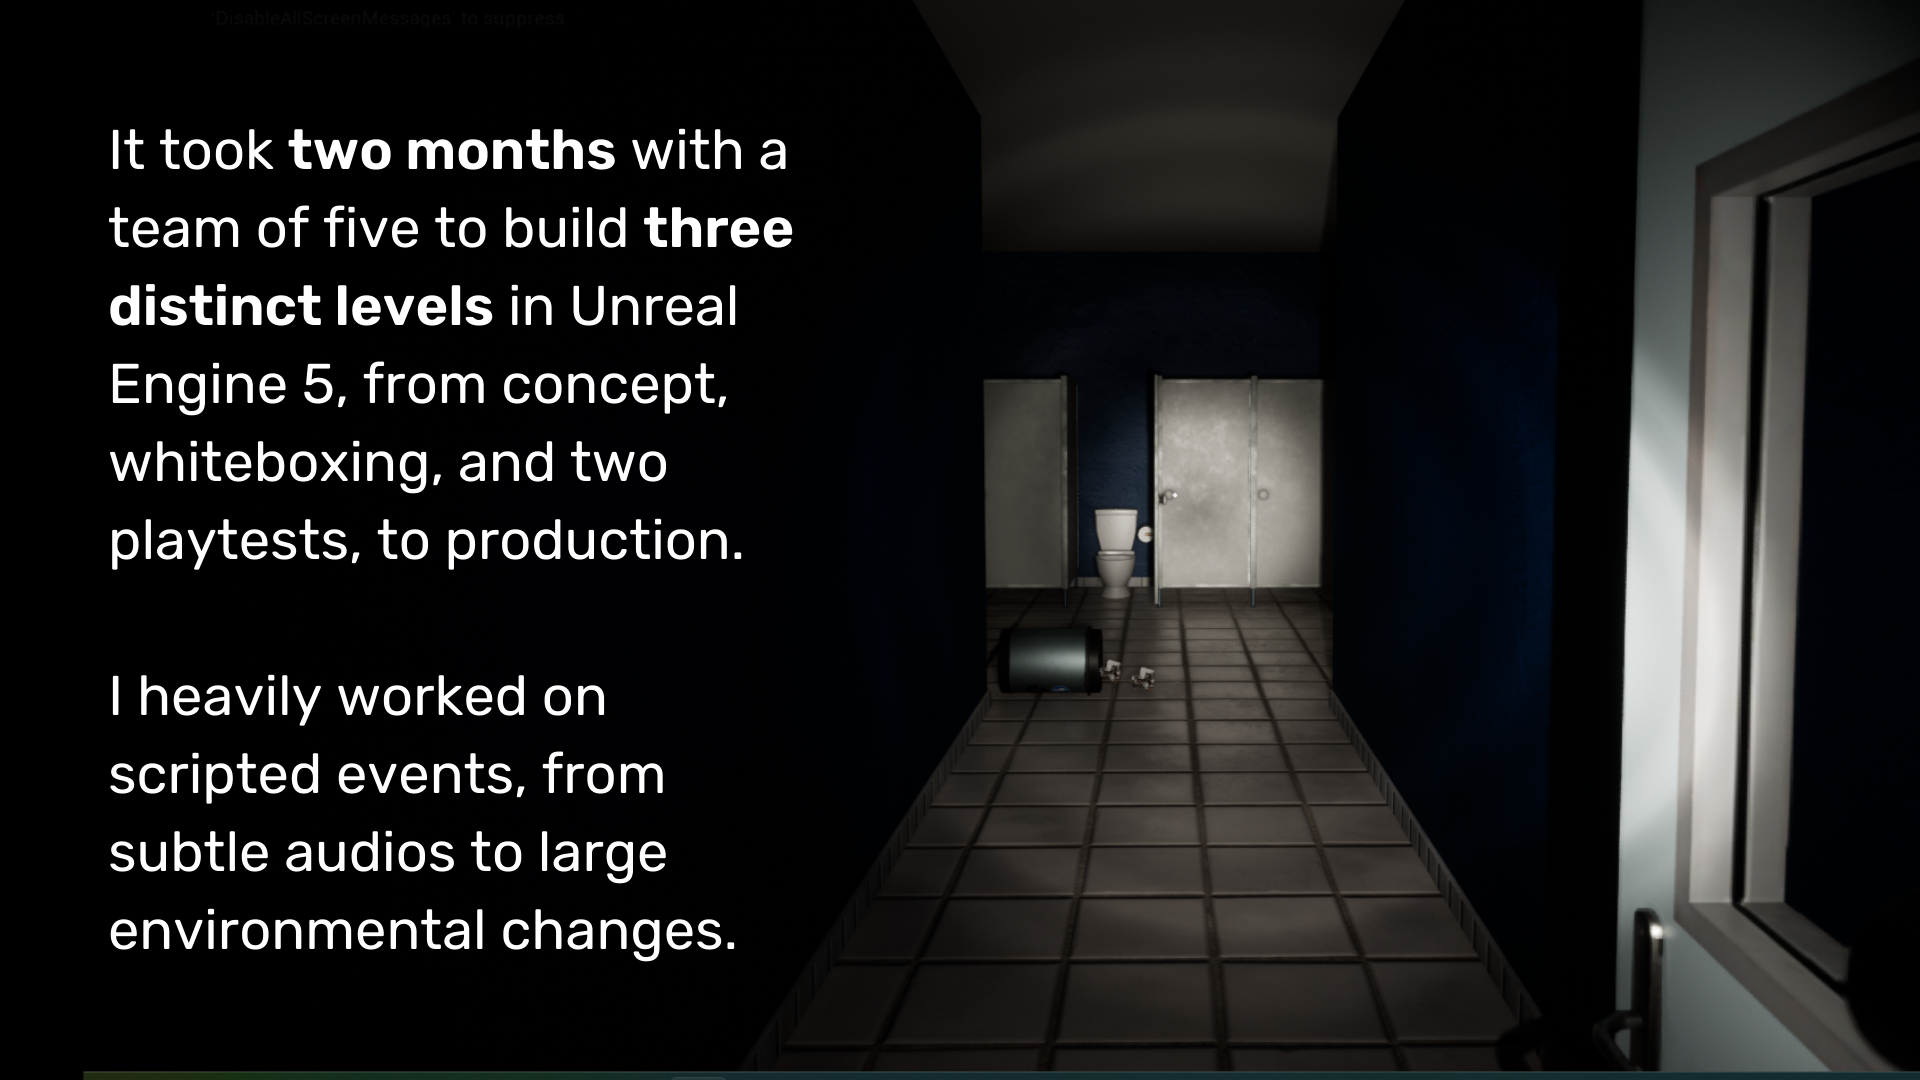 'DisableAllScreenMessages' to suppress
It took two months with a
team of five to build three
distinct levels in Unreal
Engine 5, from concept,
whiteboxing, and two
playtests, to production.
I heavily worked on
scripted events, from
subtle audios to large
environmental changes.